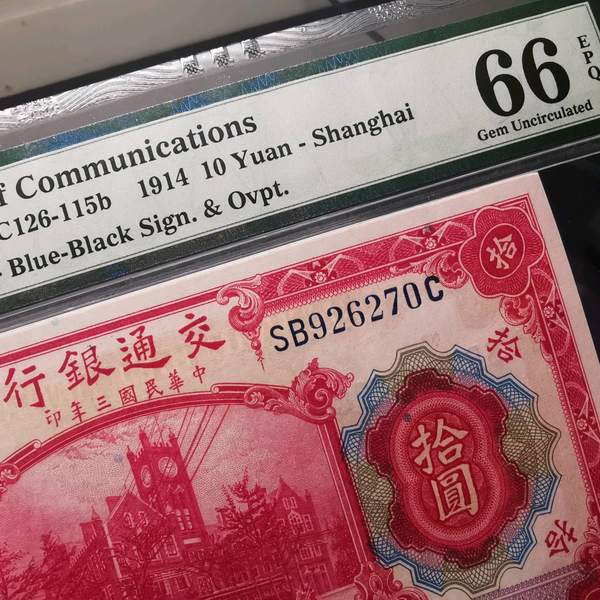 66 EPQ
Gem Uncirculated
f Communications
C126-115b 1914 10 Yuan - Shanghai
- Blue-Black Sign. & Ovpt.
拾
SB926270C
行銀通交
印年三國民華中
拾
拾圓
拾